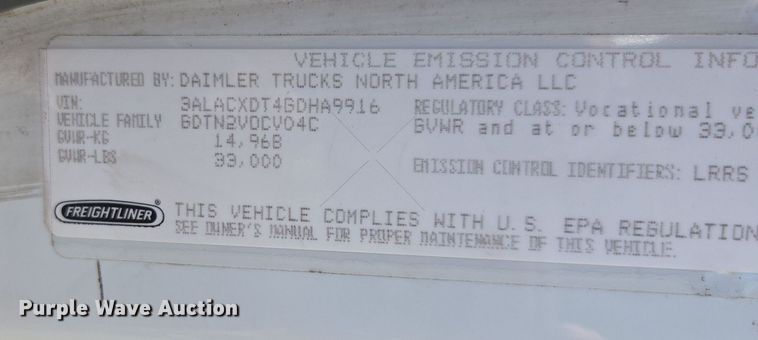 VEHICLE EMISSION CONTROL INFO
MANUFACTURED BY: DAIMLER TRUCKS NORTH AMERICA LLC
VIN: 3ALACXDT4GDHA9916 REGULATORY CLASS: Vocational ve
VEHICLE FAMILY GDTN2VOCV04C GVWR and at or below 33,0
GVWR-KG 14,968
GVWR-LBS 33,000 EMISSION CONTROL IDENTIFIERS: LRRS
FREIGHTLINER
THIS VEHICLE COMPLIES WITH U.S. EPA REGULATION
SEE OWNER'S MANUAL FOR PROPER MAINTENANCE OF THIS VEHICLE.
Purple Wave Auction